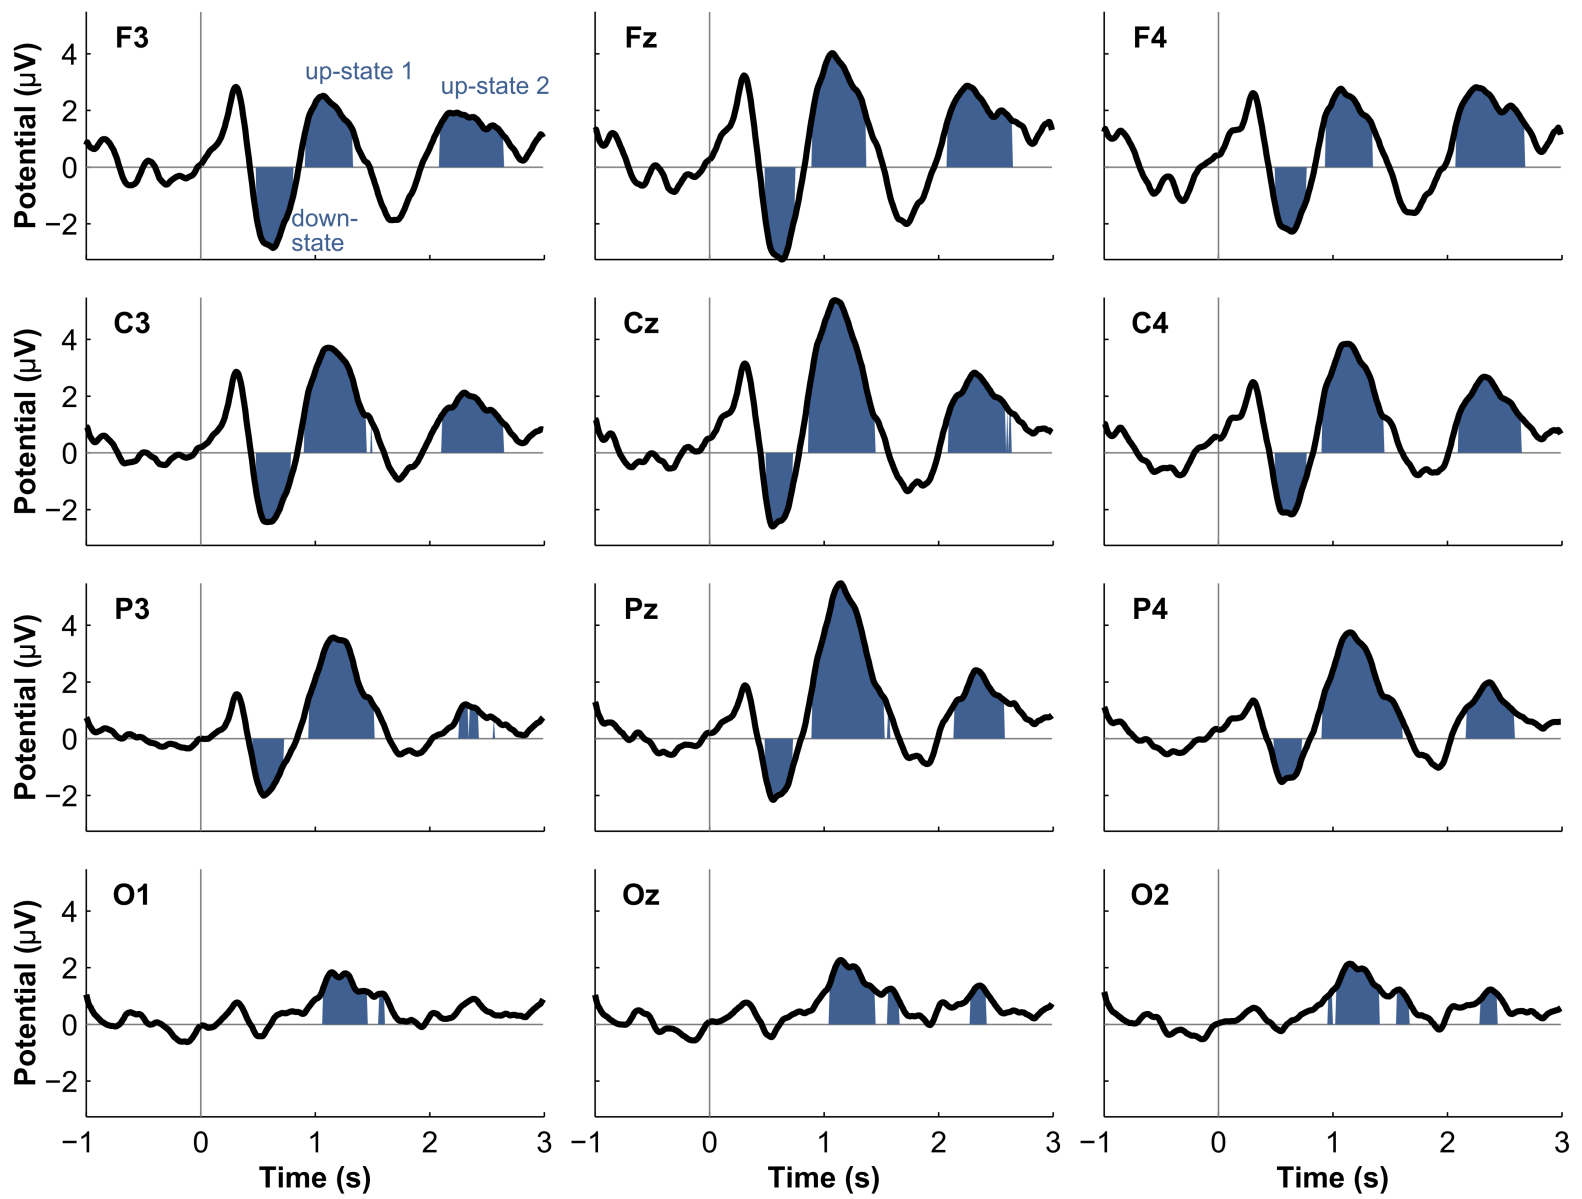 F3
Fz
F4
up-state 1
up-state 2
down-
state
Potential (µV)
4
2
0
−2
C3
Cz
C4
Potential (µV)
4
2
0
−2
P3
Pz
P4
Potential (µV)
4
2
0
−2
O1
Oz
O2
Potential (µV)
4
2
0
−2
−1 0 1 2 3 −1 0 1 2 3 −1 0 1 2 3
Time (s) Time (s) Time (s)